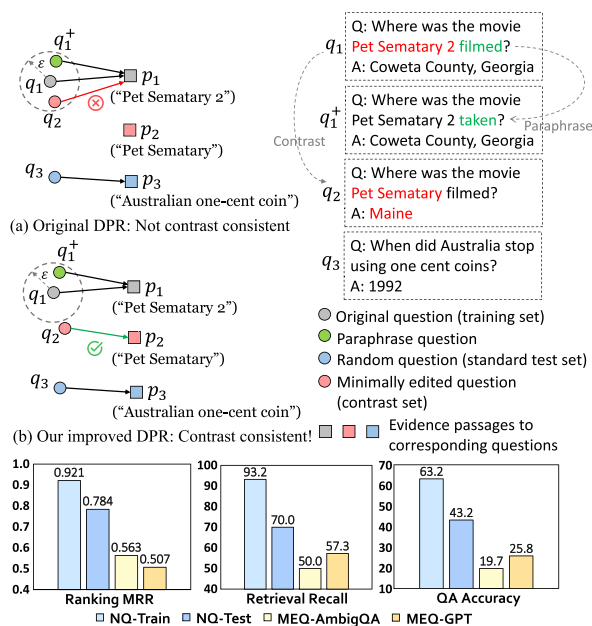 q1+
ε
q1
q2
p1
("Pet Sematary 2")
p2
("Pet Sematary")
q3
p3
("Australian one-cent coin")
(a) Original DPR: Not contrast consistent
q1+
ε
q1
p1
("Pet Sematary 2")
q2
p2
("Pet Sematary")
q3
p3
("Australian one-cent coin")
(b) Our improved DPR: Contrast consistent!
q1
Q: Where was the movie
Pet Sematary 2 filmed?
A: Coweta County, Georgia
q1+
Q: Where was the movie
Pet Sematary 2 taken?
A: Coweta County, Georgia
Contrast
Paraphrase
q2
Q: Where was the movie
Pet Sematary filmed?
A: Maine
q3
Q: When did Australia stop
using one cent coins?
A: 1992
Original question (training set)
Paraphrase question
Random question (standard test set)
Minimally edited question
(contrast set)
Evidence passages to
corresponding questions
1.0
0.9
0.8
0.7
0.6
0.5
0.4
0.921
0.784
0.563
0.507
Ranking MRR
100
90
80
70
60
50
40
93.2
70.0
50.0
57.3
Retrieval Recall
70
60
50
40
30
20
10
63.2
43.2
19.7
25.8
QA Accuracy
NQ-Train NQ-Test MEQ-AmbigQA MEQ-GPT